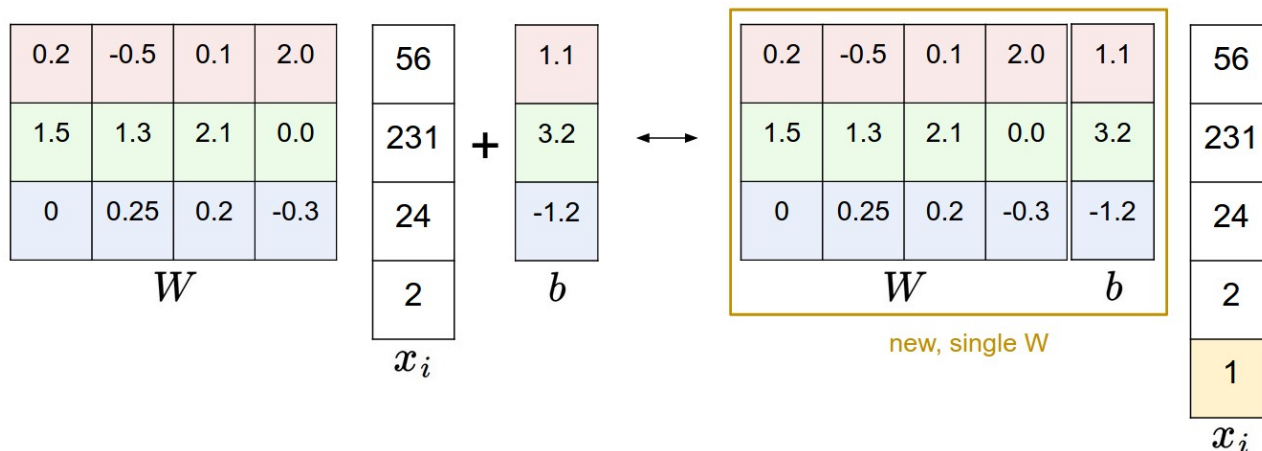 0.2 -0.5 0.1 2.0 56 1.1 0.2 -0.5 0.1 2.0 1.1 56
1.5 1.3 2.1 0.0 231 + 3.2 1.5 1.3 2.1 0.0 3.2 231
0 0.25 0.2 -0.3 24 -1.2 0 0.25 0.2 -0.3 -1.2 24
W 2 b W b 2
x_i new, single W
1
x_i